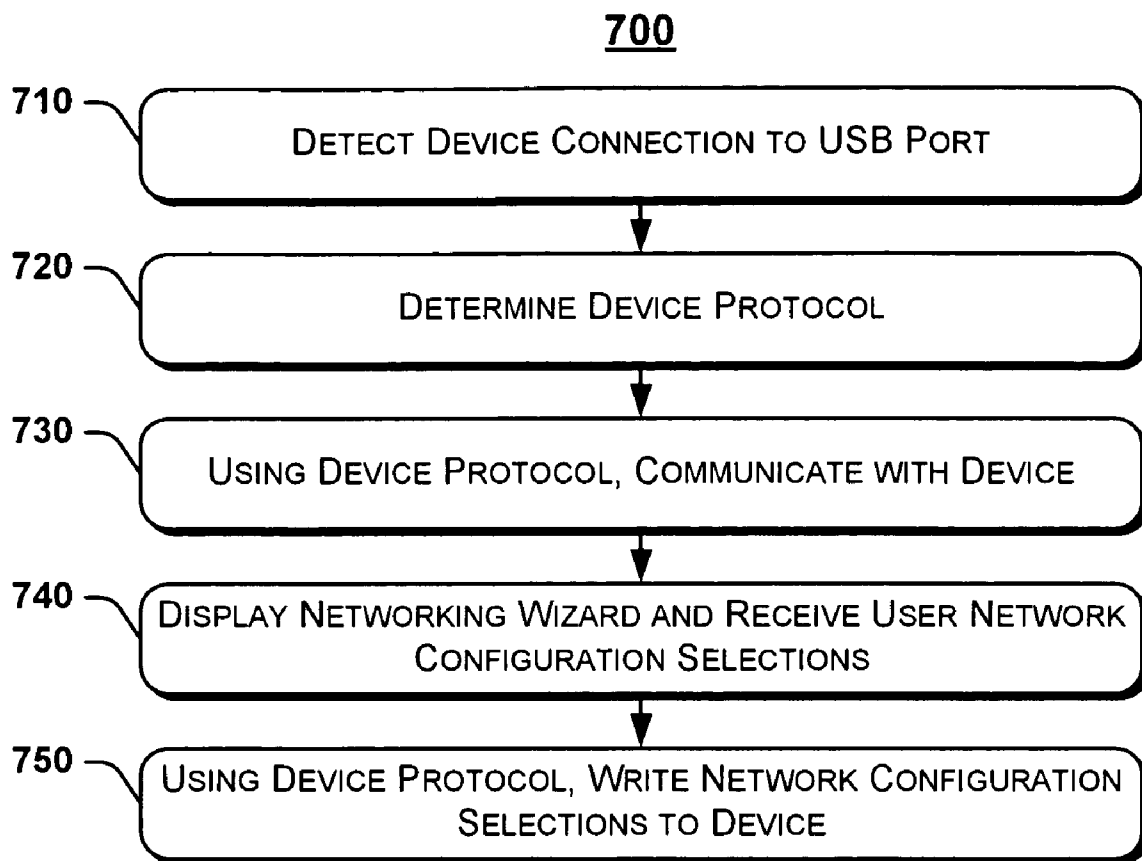 700
710
DETECT DEVICE CONNECTION TO USB PORT
720
DETERMINE DEVICE PROTOCOL
730
USING DEVICE PROTOCOL, COMMUNICATE WITH DEVICE
740
DISPLAY NETWORKING WIZARD AND RECEIVE USER NETWORK
CONFIGURATION SELECTIONS
750
USING DEVICE PROTOCOL, WRITE NETWORK CONFIGURATION
SELECTIONS TO DEVICE